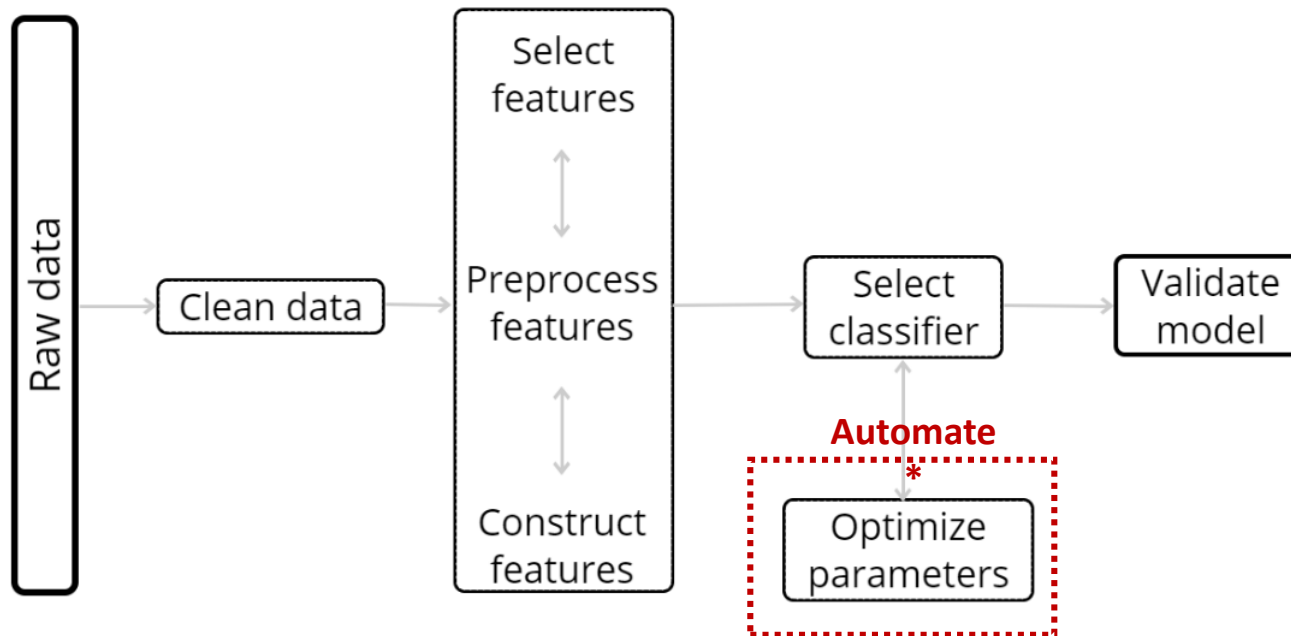 Raw data
Clean data
Select
features
Preprocess
features
Construct
features
Select
classifier
Validate
model
Automate
*
Optimize
parameters